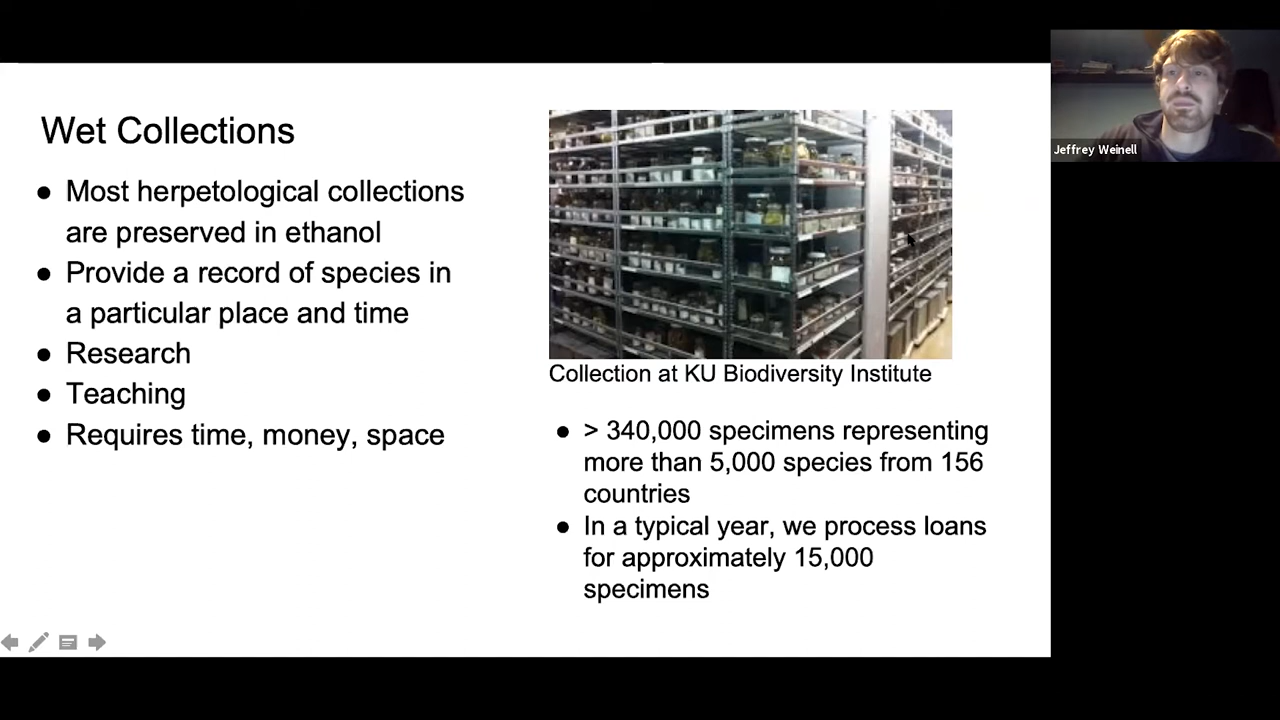 Wet Collections
● Most herpetological collections
are preserved in ethanol
● Provide a record of species in
a particular place and time
● Research
● Teaching
● Requires time, money, space
Collection at KU Biodiversity Institute
● > 340,000 specimens representing
more than 5,000 species from 156
countries
● In a typical year, we process loans
for approximately 15,000
specimens
Jeffrey Weinell